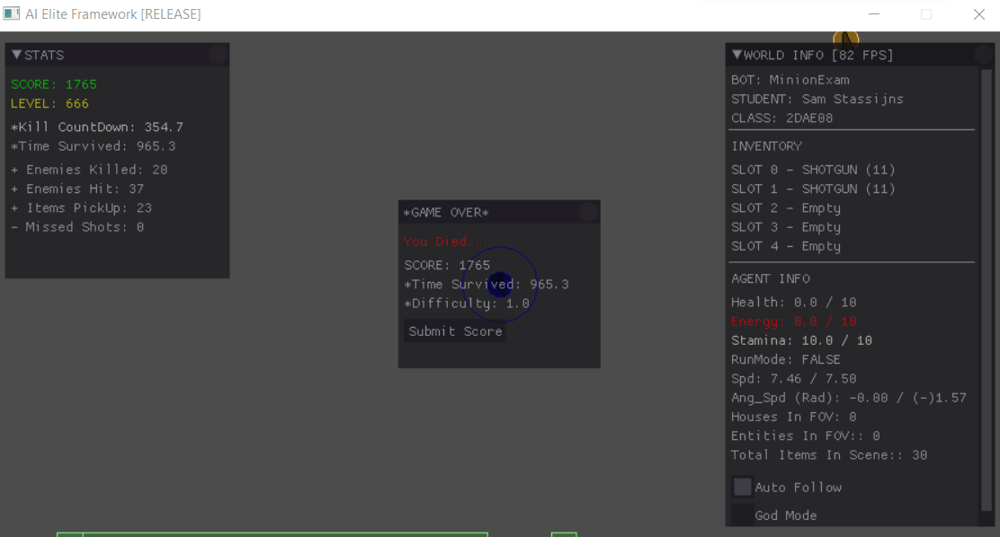 AI Elite Framework [RELEASE]
STATS
SCORE: 1765
LEVEL: 666
*Kill CountDown: 354.7
*Time Survived: 965.3
+ Enemies Killed: 20
+ Enemies Hit: 37
+ Items PickUp: 23
- Missed Shots: 0
*GAME OVER*
You Died...
SCORE: 1765
*Time Survived: 965.3
*Difficulty: 1.0
Submit Score
WORLD INFO [82 FPS]
BOT: MinionExam
STUDENT: Sam Stassijns
CLASS: 2DAE08
INVENTORY
SLOT 0 - SHOTGUN (11)
SLOT 1 - SHOTGUN (11)
SLOT 2 - Empty
SLOT 3 - Empty
SLOT 4 - Empty
AGENT INFO
Health: 0.0 / 10
Energy: 0.0 / 10
Stamina: 10.0 / 10
RunMode: FALSE
Spd: 7.46 / 7.50
Ang_Spd (Rad): -0.00 / (-)1.57
Houses In FOV: 0
Entities In FOV:: 0
Total Items In Scene:: 30
Auto Follow
God Mode